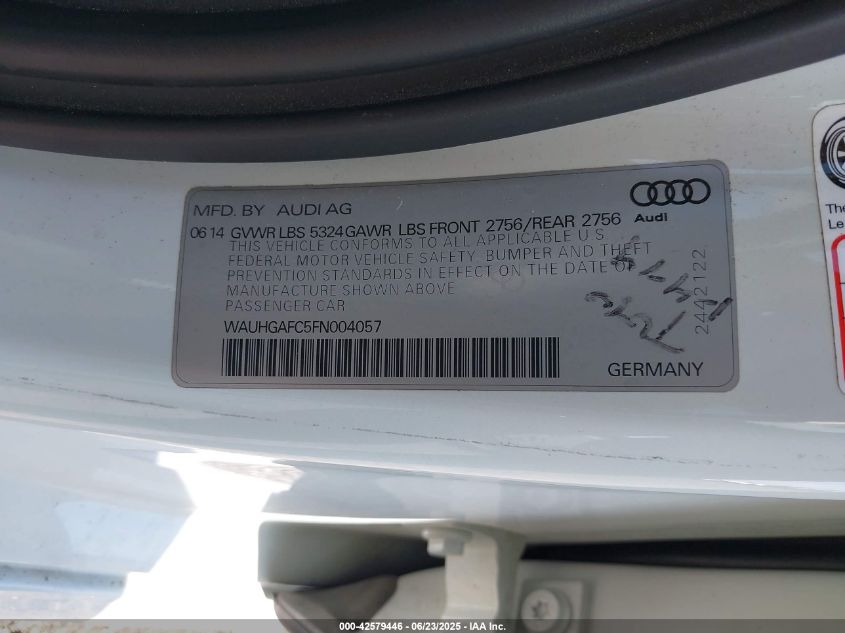 MFD. BY AUDI AG
Audi
06 14 GVWR LBS 5324 GAWR LBS FRONT 2756/REAR 2756
THIS VEHICLE CONFORMS TO ALL APPLICABLE U S
FEDERAL MOTOR VEHICLE SAFETY, BUMPER AND THEFT
PREVENTION STANDARDS IN EFFECT ON THE DATE OF
MANUFACTURE SHOWN ABOVE
PASSENGER CAR
WAUHGAFC5FN004057
2442122
GERMANY
The
Le
000-42579446 - 06/23/2025 - IAA Inc.